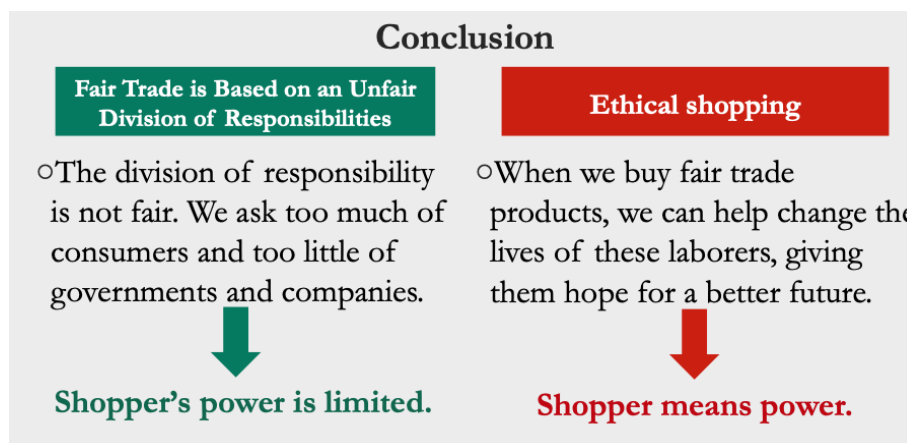 Conclusion
Fair Trade is Based on an Unfair
Division of Responsibilities
○The division of responsibility
is not fair. We ask too much of
consumers and too little of
governments and companies.
Shopper's power is limited.
Ethical shopping
○When we buy fair trade
products, we can help change the
lives of these laborers, giving
them hope for a better future.
Shopper means power.